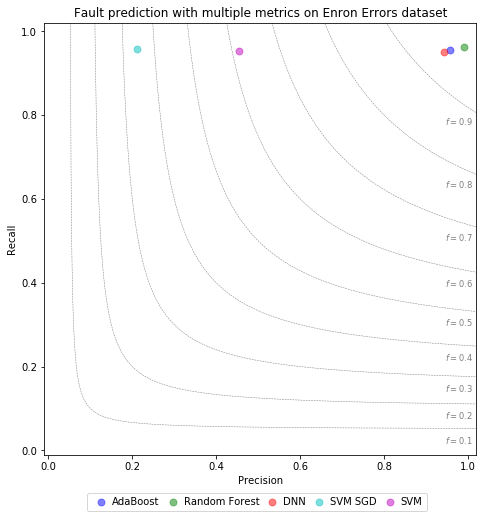 Fault prediction with multiple metrics on Enron Errors dataset
1.0
0.8
0.6
0.4
0.2
0.0
Recall
f = 0.9
f = 0.8
f = 0.7
f = 0.6
f = 0.5
f = 0.4
f = 0.3
f = 0.2
f = 0.1
0.0 0.2 0.4 0.6 0.8 1.0
Precision
AdaBoost Random Forest DNN SVM SGD SVM